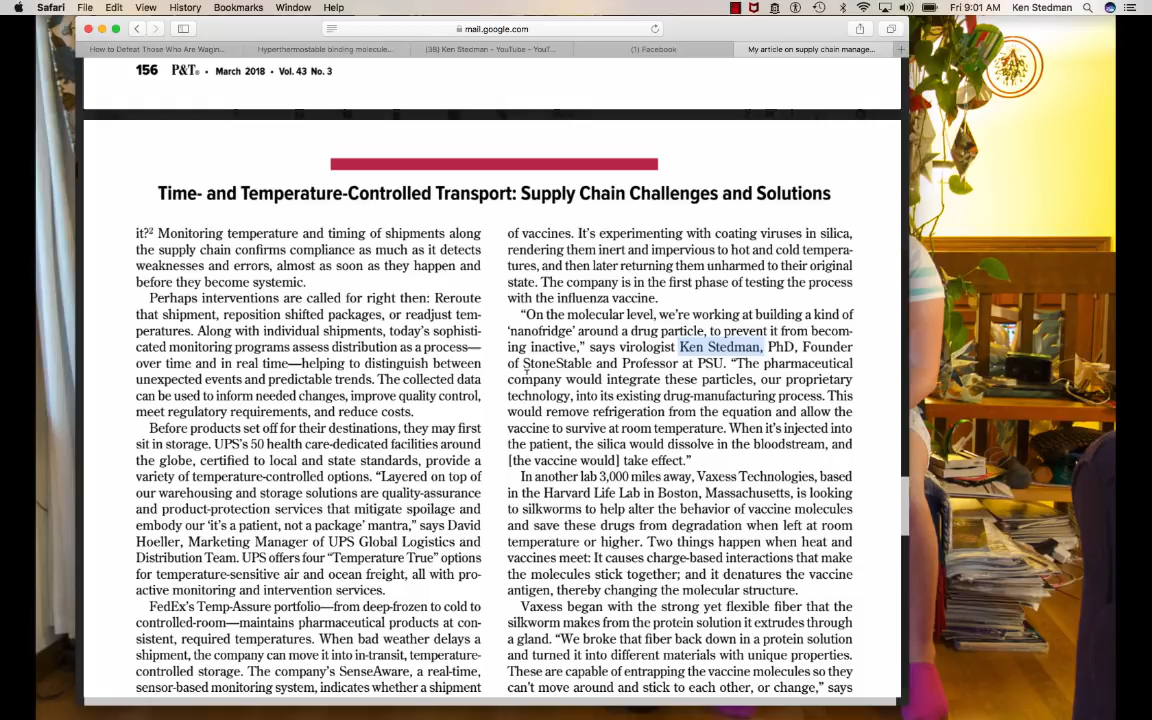 Safari File Edit View History Bookmarks Window Help Fri 9:01 AM Ken Stedman
mail.google.com
How to Defeat Those Who Are Wagin... Hyperthermostable binding molecule... (38) Ken Stedman - YouTube - YouT... (1) Facebook My article on supply chain manage...
156 P&T® • March 2018 • Vol. 43 No. 3
Time- and Temperature-Controlled Transport: Supply Chain Challenges and Solutions
it?² Monitoring temperature and timing of shipments along
the supply chain confirms compliance as much as it detects
weaknesses and errors, almost as soon as they happen and
before they become systemic.
Perhaps interventions are called for right then: Reroute
that shipment, reposition shifted packages, or readjust tem-
peratures. Along with individual shipments, today's sophisti-
cated monitoring programs assess distribution as a process—
over time and in real time—helping to distinguish between
unexpected events and predictable trends. The collected data
can be used to inform needed changes, improve quality control,
meet regulatory requirements, and reduce costs.
Before products set off for their destinations, they may first
sit in storage. UPS's 50 health care-dedicated facilities around
the globe, certified to local and state standards, provide a
variety of temperature-controlled options. “Layered on top of
our warehousing and storage solutions are quality-assurance
and product-protection services that mitigate spoilage and
embody our ‘it's a patient, not a package’ mantra,” says David
Hoeller, Marketing Manager of UPS Global Logistics and
Distribution Team. UPS offers four “Temperature True” options
for temperature-sensitive air and ocean freight, all with pro-
active monitoring and intervention services.
FedEx's Temp-Assure portfolio—from deep-frozen to cold to
controlled-room—maintains pharmaceutical products at con-
sistent, required temperatures. When bad weather delays a
shipment, the company can move it into in-transit, temperature-
controlled storage. The company's SenseAware, a real-time,
sensor-based monitoring system, indicates whether a shipment
of vaccines. It's experimenting with coating viruses in silica,
rendering them inert and impervious to hot and cold tempera-
tures, and then later returning them unharmed to their original
state. The company is in the first phase of testing the process
with the influenza vaccine.
“On the molecular level, we're working at building a kind of
‘nanofridge’ around a drug particle, to prevent it from becom-
ing inactive,” says virologist Ken Stedman, PhD, Founder
of StoneStable and Professor at PSU. “The pharmaceutical
company would integrate these particles, our proprietary
technology, into its existing drug-manufacturing process. This
would remove refrigeration from the equation and allow the
vaccine to survive at room temperature. When it's injected into
the patient, the silica would dissolve in the bloodstream, and
[the vaccine would] take effect.”
In another lab 3,000 miles away, Vaxess Technologies, based
in the Harvard Life Lab in Boston, Massachusetts, is looking
to silkworms to help alter the behavior of vaccine molecules
and save these drugs from degradation when left at room
temperature or higher. Two things happen when heat and
vaccines meet: It causes charge-based interactions that make
the molecules stick together; and it denatures the vaccine
antigen, thereby changing the molecular structure.
Vaxess began with the strong yet flexible fiber that the
silkworm makes from the protein solution it extrudes through
a gland. “We broke that fiber back down in a protein solution
and turned it into different materials with unique properties.
These are capable of entrapping the vaccine molecules so they
can't move around and stick to each other, or change,” says